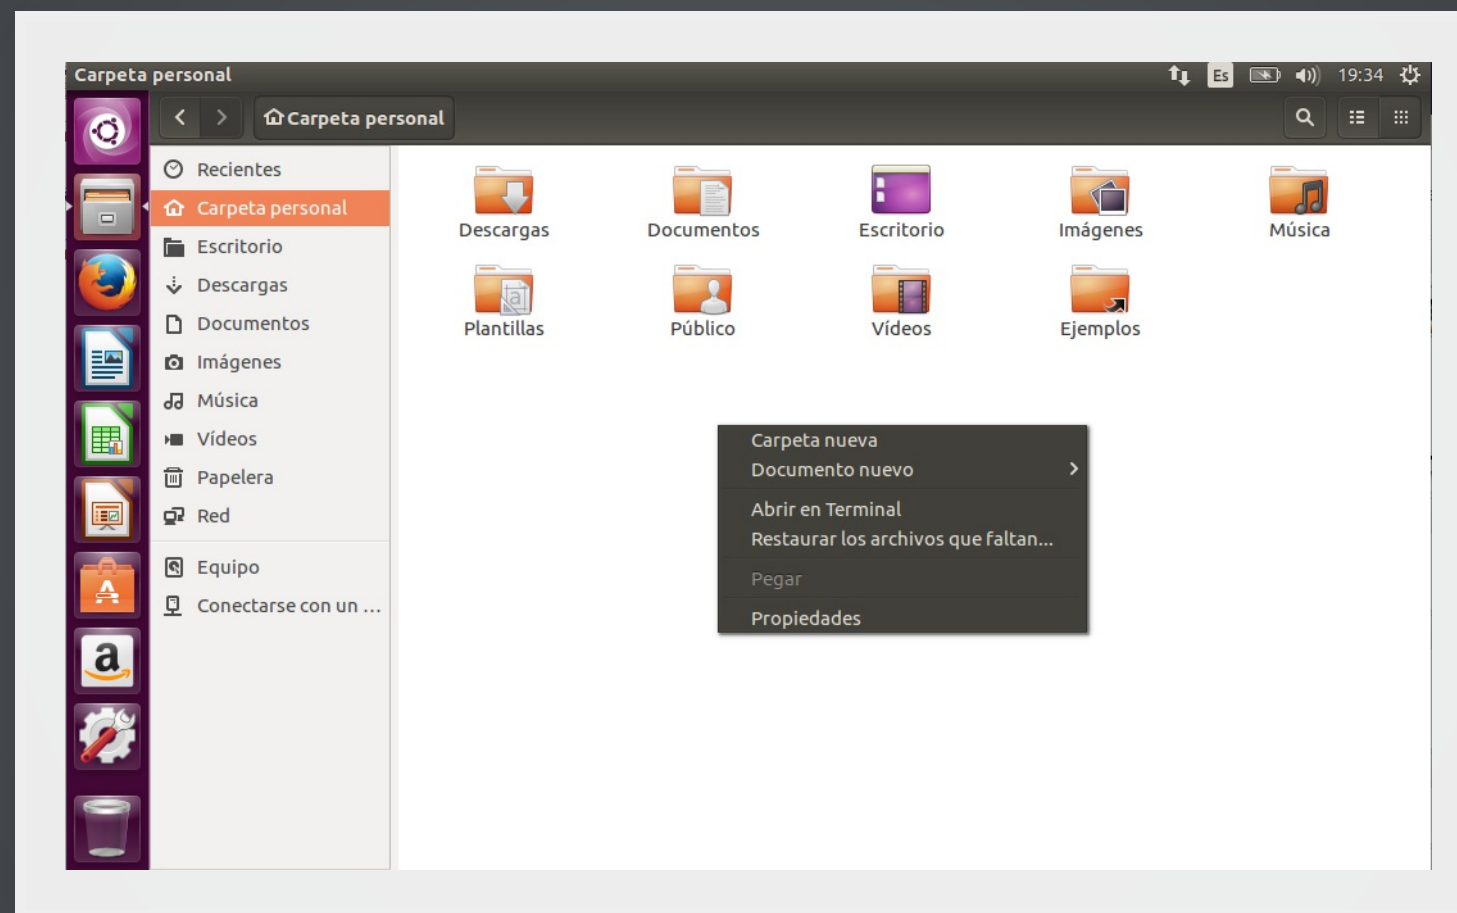 Carpeta personal
Es
19:34
Carpeta personal
Recientes
Carpeta personal
Escritorio
Descargas
Documentos
Imágenes
Música
Vídeos
Papelera
Red
Equipo
Conectarse con un ...
Descargas
Documentos
Escritorio
Imágenes
Música
Plantillas
Público
Vídeos
Ejemplos
Carpeta nueva
Documento nuevo
Abrir en Terminal
Restaurar los archivos que faltan...
Pegar
Propiedades